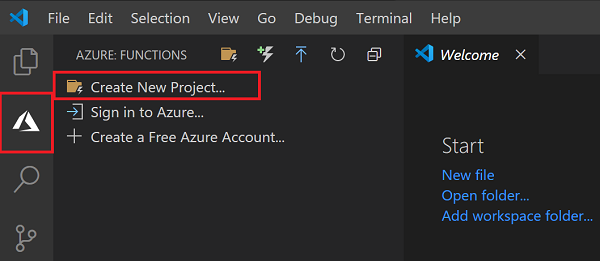 File Edit Selection View Go Debug Terminal Help
AZURE: FUNCTIONS
Create New Project...
Sign in to Azure...
Create a Free Azure Account...
Welcome
Start
New file
Open folder...
Add workspace folder...